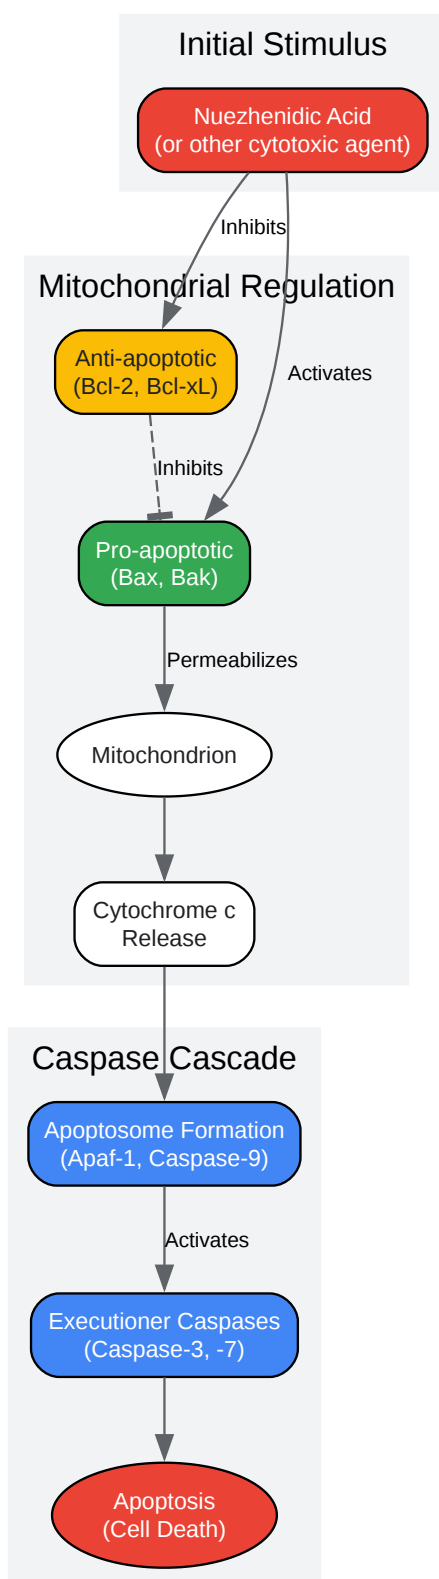 Initial Stimulus
Nuezhenidic Acid
(or other cytotoxic agent)
Inhibits
Mitochondrial Regulation
Anti-apoptotic
(Bcl-2, Bcl-xL)
Activates
Inhibits
Pro-apoptotic
(Bax, Bak)
Permeabilizes
Mitochondrion
Cytochrome c
Release
Caspase Cascade
Apoptosome Formation
(Apaf-1, Caspase-9)
Activates
Executioner Caspases
(Caspase-3, -7)
Apoptosis
(Cell Death)